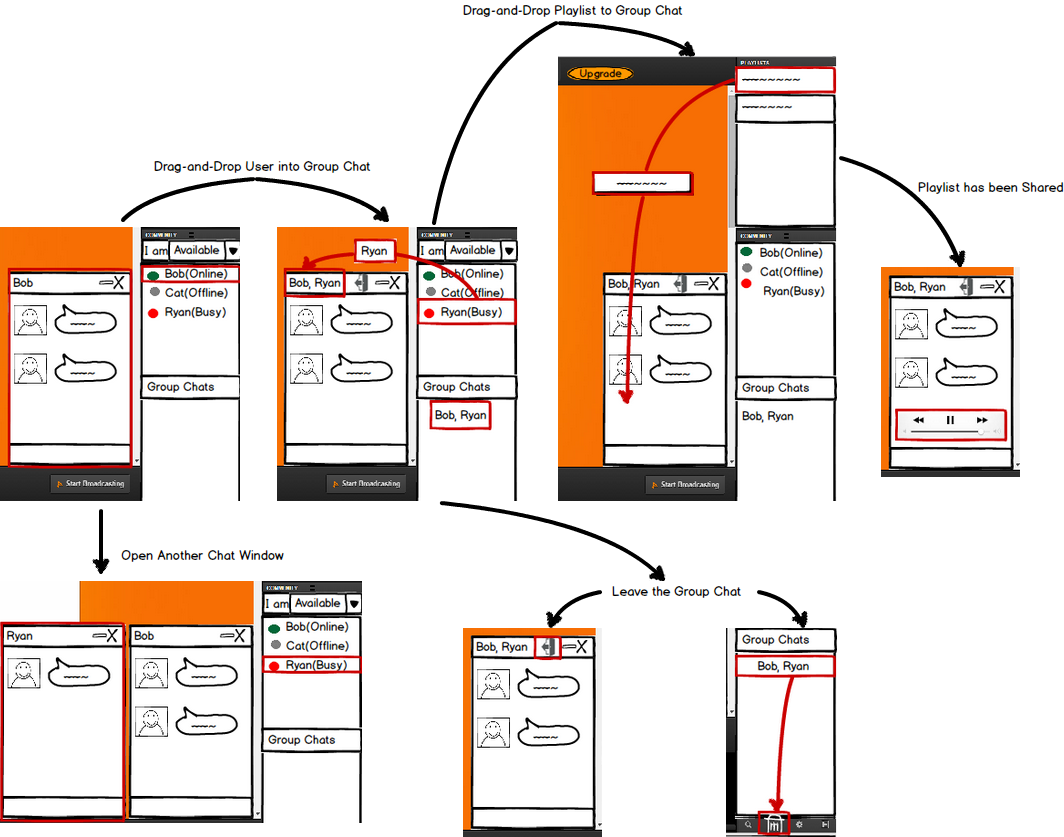 Drag-and-Drop Playlist to Group Chat
Upgrade
PLAYLISTS
Drag-and-Drop User into Group Chat
Playlist has been Shared
COMMUNITY
I am Available
Bob
Bob(Online)
Cat(Offline)
Ryan(Busy)
Group Chats
Start Broadcasting
COMMUNITY
Ryan
I am Available
Bob, Ryan
Bob(Online)
Cat(Offline)
Ryan(Busy)
Group Chats
Bob, Ryan
Start Broadcasting
COMMUNITY
Bob(Online)
Cat(Offline)
Bob, Ryan
Ryan(Busy)
Group Chats
Bob, Ryan
Start Broadcasting
Bob, Ryan
Open Another Chat Window
COMMUNITY
I am Available
Ryan
Bob
Bob(Online)
Cat(Offline)
Ryan(Busy)
Group Chats
Leave the Group Chat
Bob, Ryan
Group Chats
Bob, Ryan